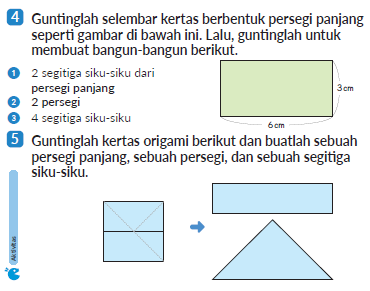 4 Guntinglah selembar kertas berbentuk persegi panjang
seperti gambar di bawah ini. Lalu, guntinglah untuk
membuat bangun-bangun berikut.
1 2 segitiga siku-siku dari
persegi panjang
2 2 persegi
3 4 segitiga siku-siku
3 cm
6 cm
5 Guntinglah kertas origami berikut dan buatlah sebuah
persegi panjang, sebuah persegi, dan sebuah segitiga
siku-siku.
Aktivitas